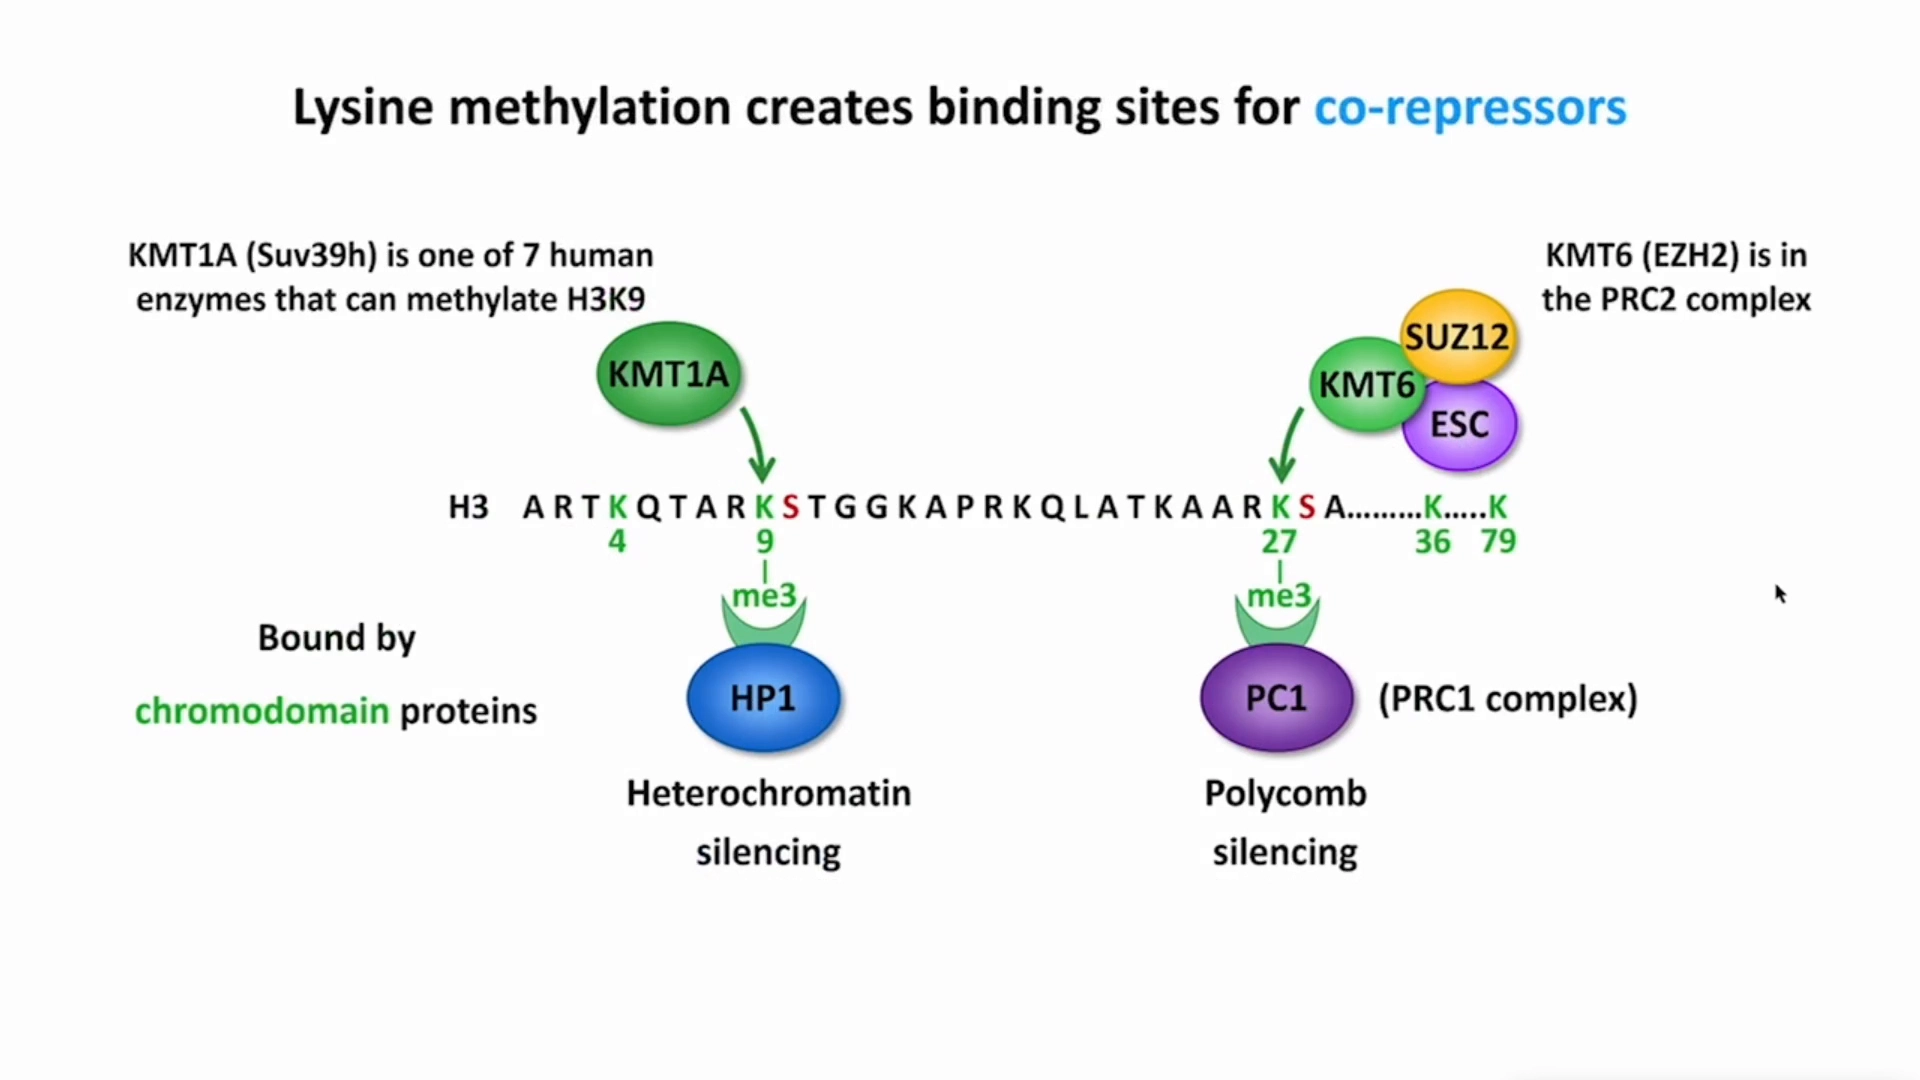 Lysine methylation creates binding sites for co-repressors
KMT1A (Suv39h) is one of 7 human
enzymes that can methylate H3K9
KMT6 (EZH2) is in
the PRC2 complex
KMT1A
SUZ12
KMT6
ESC
H3 A R T K Q T A R K S T G G K A P R K Q L A T K A A R K S A.........K.....K
4 9 27 36 79
me3 me3
Bound by
chromodomain proteins
HP1
PC1 (PRC1 complex)
Heterochromatin
silencing
Polycomb
silencing